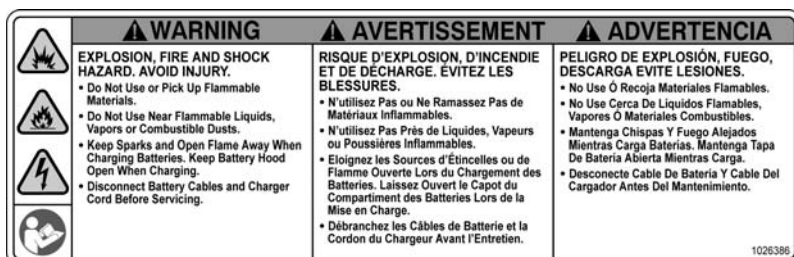 WARNING
EXPLOSION, FIRE AND SHOCK
HAZARD. AVOID INJURY.
• Do Not Use or Pick Up Flammable
Materials.
• Do Not Use Near Flammable Liquids,
Vapors or Combustible Dusts.
• Keep Sparks and Open Flame Away When
Charging Batteries. Keep Battery Hood
Open When Charging.
• Disconnect Battery Cables and Charger
Cord Before Servicing.
AVERTISSEMENT
RISQUE D'EXPLOSION, D'INCENDIE
ET DE DÉCHARGE. ÉVITEZ LES
BLESSURES.
• N'utilisez Pas ou Ne Ramassez Pas de
Matériaux Inflammables.
• N'utilisez Pas Près de Liquides, Vapeurs
ou Poussières Inflammables.
• Eloignez les Sources d'Étincelles ou de
Flamme Ouverte Lors du Chargement des
Batteries. Laissez Ouvert le Capot du
Compartiment des Batteries Lors de la
Mise en Charge.
• Débranchez les Câbles de Batterie et la
Cordon du Chargeur Avant l'Entretien.
ADVERTENCIA
PELIGRO DE EXPLOSIÓN, FUEGO,
DESCARGA EVITE LESIONES.
• No Use Ó Recoja Materiales Flamables.
• No Use Cerca De Liquidos Flamables,
Vapores Ó Materiales Combustibles.
• Mantenga Chispas Y Fuego Alejados
Mientras Carga Baterias. Mantenga Tapa
De Bateria Abierta Mientras Carga.
• Desconecte Cable De Bateria Y Cable Del
Cargador Antes Del Mantenimiento.
1026386